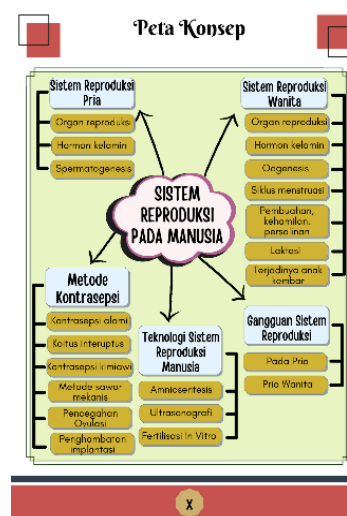 Peta Konsep
Sistem Reproduksi
Pria
Organ reproduksi
Hormon kelamin
Spermatogenesis
Sistem Reproduksi
Wanita
Organ reproduksi
Hormon kelamin
Oogenesis
Siklus menstruasi
Pembuahan,
kehamilan,
persalinan
Laktasi
Terjadinya anak
kembar
SISTEM
REPRODUKSI
PADA MANUSIA
Metode
Kontrasepsi
Kontrasepsi alami
Koitus interuptus
Kontrasepsi kimiawi
Metode sawar
mekanis
Pencegahan
Ovulasi
Penghambatan
implantasi
Teknologi Sistem
Reproduksi
Manusia
Amniosentesis
Ultrasonografi
Fertilisasi In Vitro
Gangguan Sistem
Reproduksi
Pada Pria
Pria Wanita
X